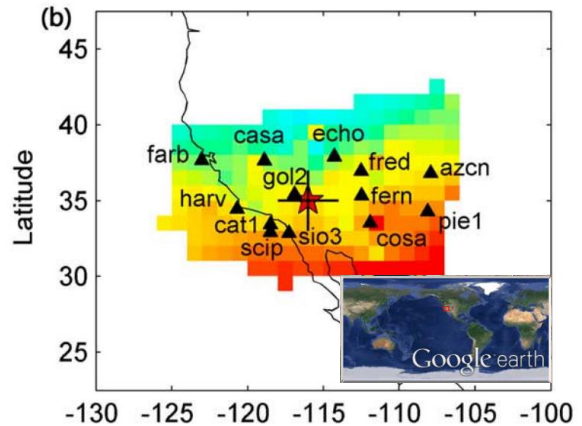 (b)
40
35
30
25
Latitude
farb
casa
echo
fred
azcn
gol2
harv
fern
cat1
pie1
scip
sio3
cosa
Google earth
-130 -125 -120 -115 -110 -105 -100